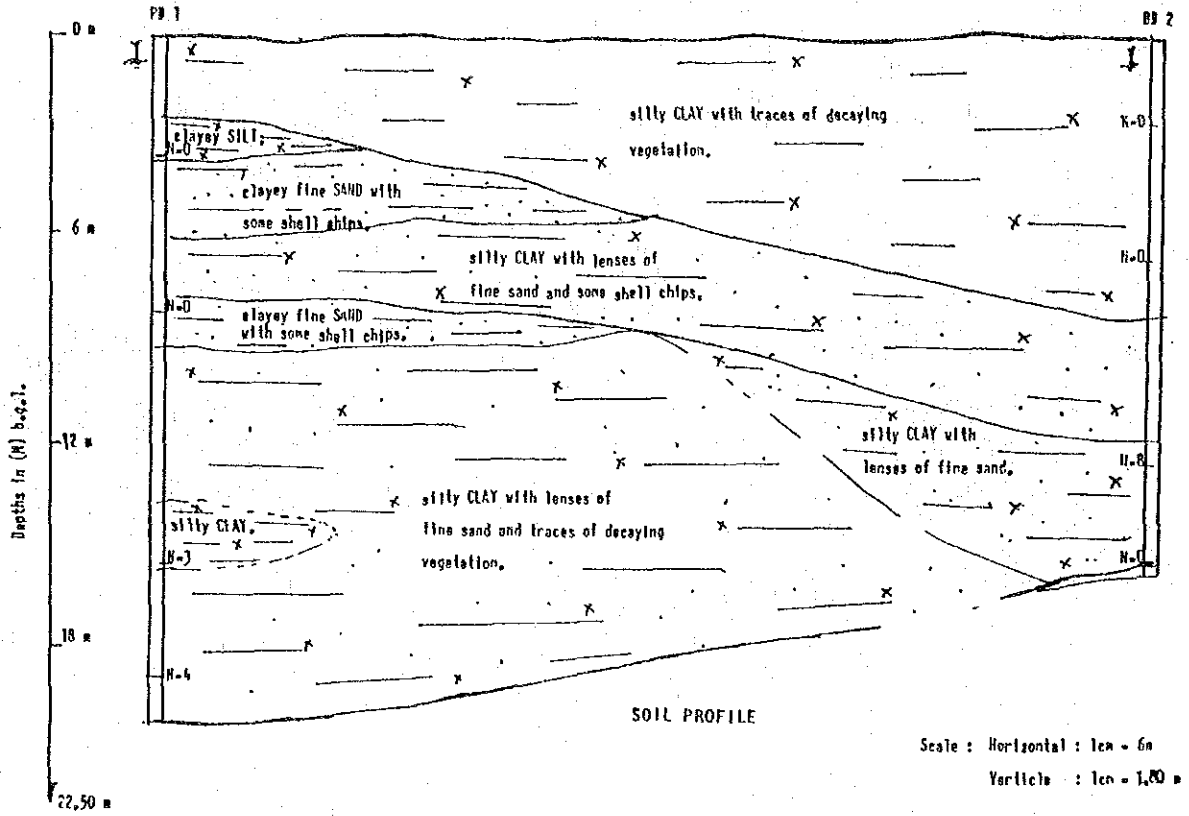 0 m
BD 2
silty CLAY with traces of decaying
vegetation.
N=0
clayey SILT.
N=0
clayey fine SAND with
some shell chips.
6 m
silty CLAY with lenses of
fine sand and some shell chips.
N=0
N=0
clayey fine SAND
with some shell chips.
Depths in (M) b.g.l.
12 m
silty CLAY with
lenses of fine sand.
N=8
silty CLAY with lenses of
fine sand and traces of decaying
vegetation.
silty CLAY.
N=3
18 m
N=4
SOIL PROFILE
Scale : Horizontal : 1cm = 6m
Verticle : 1cm = 1,80 m
22,50 m